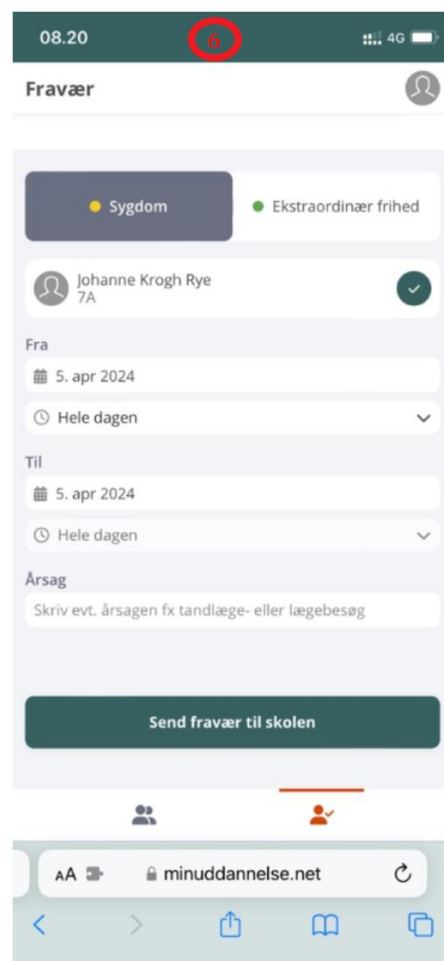 08.20
6
4G
Fravær
Sygdom
Ekstraordinær frihed
Johanne Krogh Rye
7A
Fra
5. apr 2024
Hele dagen
Til
5. apr 2024
Hele dagen
Årsag
Skriv evt. årsagen fx tandlæge- eller lægebesøg
Send fravær til skolen
AA
minuddannelse.net